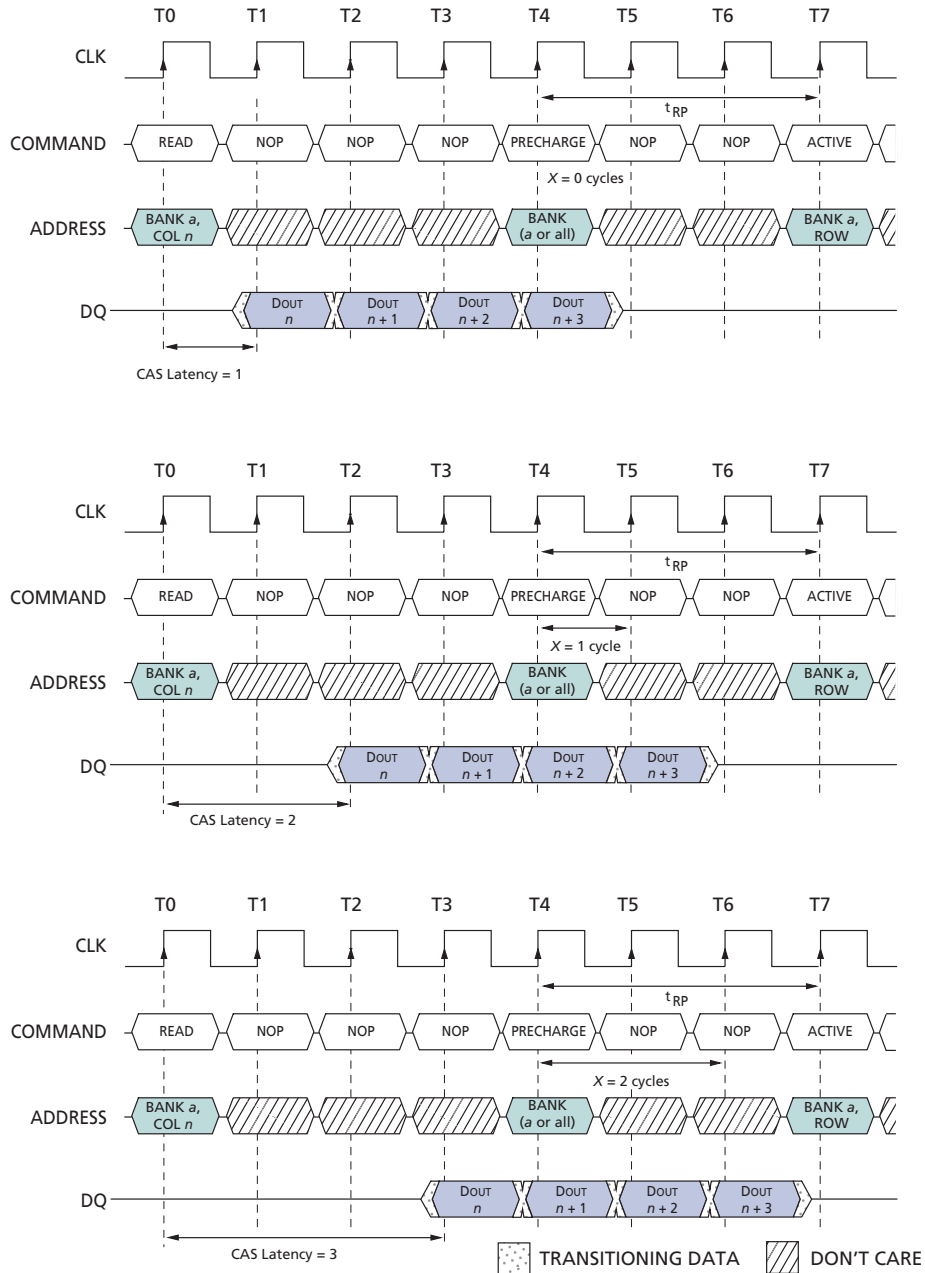 T0 T1 T2 T3 T4 T5 T6 T7
CLK
tRP
COMMAND READ NOP NOP NOP PRECHARGE NOP NOP ACTIVE
X = 0 cycles
ADDRESS BANK a, COL n BANK (a or all) BANK a, ROW
DQ DOUT n DOUT n + 1 DOUT n + 2 DOUT n + 3
CAS Latency = 1
T0 T1 T2 T3 T4 T5 T6 T7
CLK
tRP
COMMAND READ NOP NOP NOP PRECHARGE NOP NOP ACTIVE
X = 1 cycle
ADDRESS BANK a, COL n BANK (a or all) BANK a, ROW
DQ DOUT n DOUT n + 1 DOUT n + 2 DOUT n + 3
CAS Latency = 2
T0 T1 T2 T3 T4 T5 T6 T7
CLK
tRP
COMMAND READ NOP NOP NOP PRECHARGE NOP NOP ACTIVE
X = 2 cycles
ADDRESS BANK a, COL n BANK (a or all) BANK a, ROW
DQ DOUT n DOUT n + 1 DOUT n + 2 DOUT n + 3
CAS Latency = 3
TRANSITIONING DATA DON'T CARE